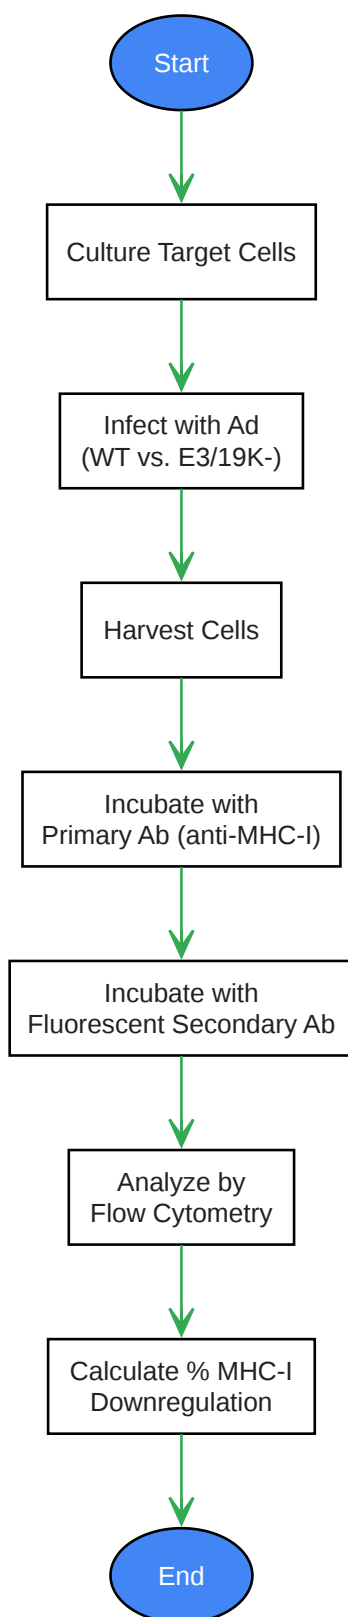 Start
Culture Target Cells
Infect with Ad
(WT vs. E3/19K-)
Harvest Cells
Incubate with
Primary Ab (anti-MHC-I)
Incubate with
Fluorescent Secondary Ab
Analyze by
Flow Cytometry
Calculate % MHC-I
Downregulation
End